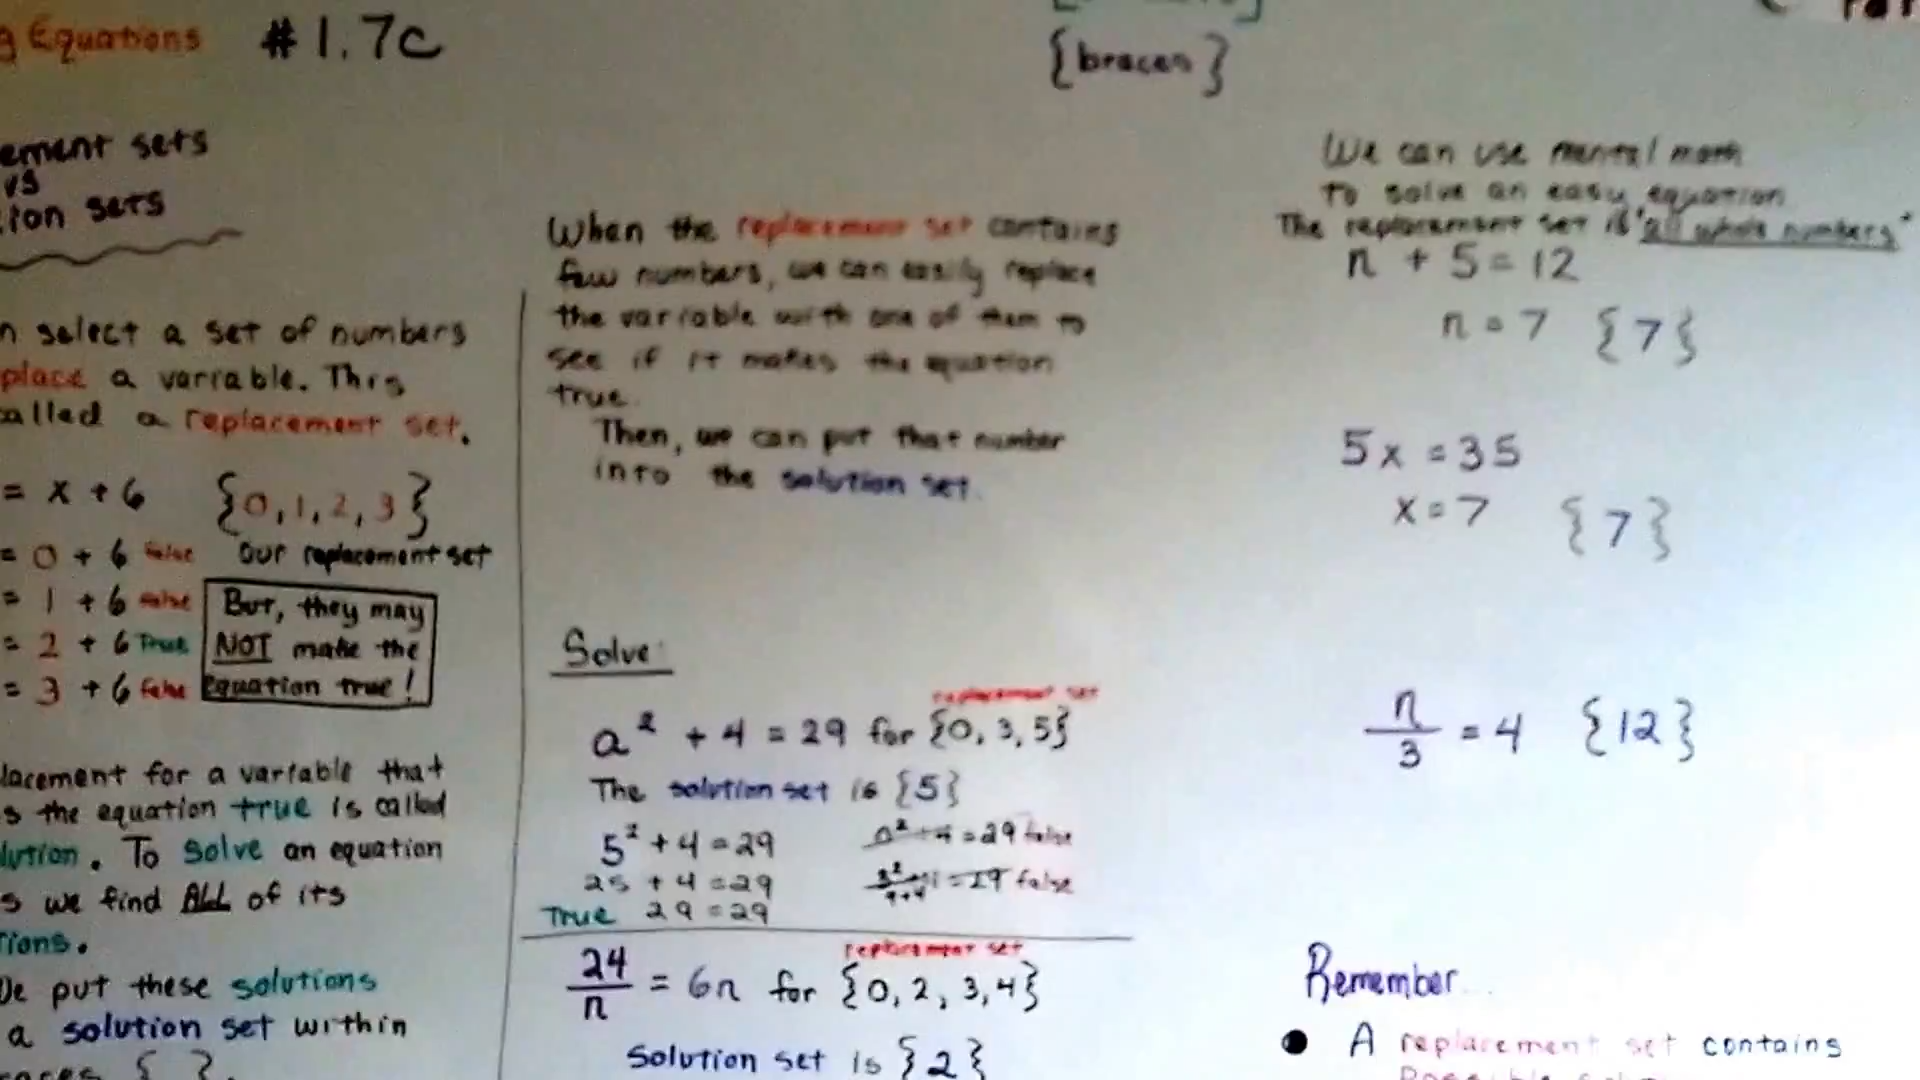 Equations #1.7c
{braces}
ement sets
vs
ion sets
n select a set of numbers
place a variable. This
alled a replacement set.
= x + 6 {0,1,2,3}
= 0 + 6 false our replacement set
= 1 + 6 false
= 2 + 6 True
= 3 + 6 false
But, they may
NOT make the
equation true!
lacement for a variable that
s the equation true is called
lution. To solve an equation
s we find ALL of its
tions.
We put these solutions
a solution set within
{ }.
When the replacement set contains
few numbers, we can easily replace
the variable with one of them to
see if it makes the equation
true.
Then, we can put that number
into the solution set.
Solve:
replacement set
a² + 4 = 29 for {0, 3, 5}
The solution set is {5}
5² + 4 = 29
25 + 4 = 29
True 29 = 29
= 29 false
false
replacement set
24/n = 6n for {0, 2, 3, 4}
Solution set is {2}
We can use mental math
to solve an easy equation
The replacement set is "all whole numbers"
n + 5 = 12
n = 7 {7}
5x = 35
x = 7 {7}
n/3 = 4 {12}
Remember...
● A replacement set contains